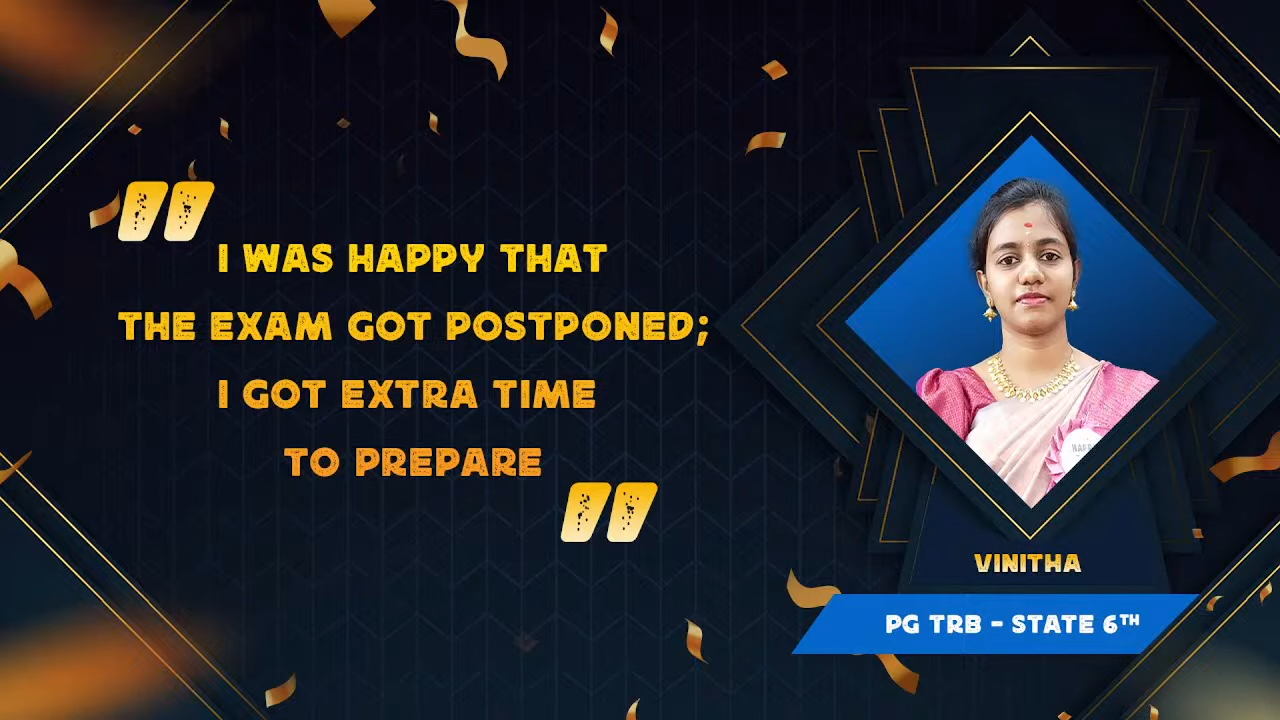 I WAS HAPPY THAT
THE EXAM GOT POSTPONED;
I GOT EXTRA TIME
TO PREPARE
VINITHA
PG TRB - STATE 6TH